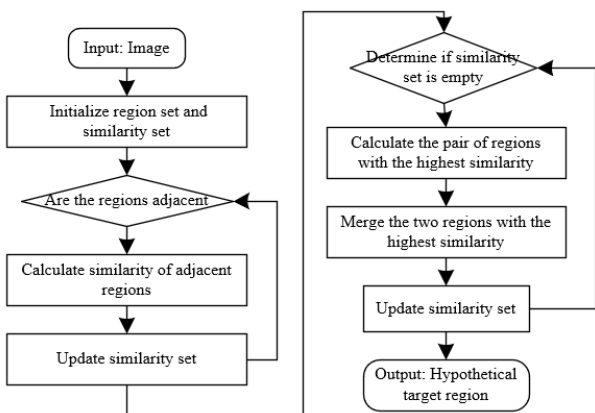 Input: Image
Initialize region set and
similarity set
Are the regions adjacent
Calculate similarity of adjacent
regions
Update similarity set
Determine if similarity
set is empty
Calculate the pair of regions
with the highest similarity
Merge the two regions with the
highest similarity
Update similarity set
Output: Hypothetical
target region